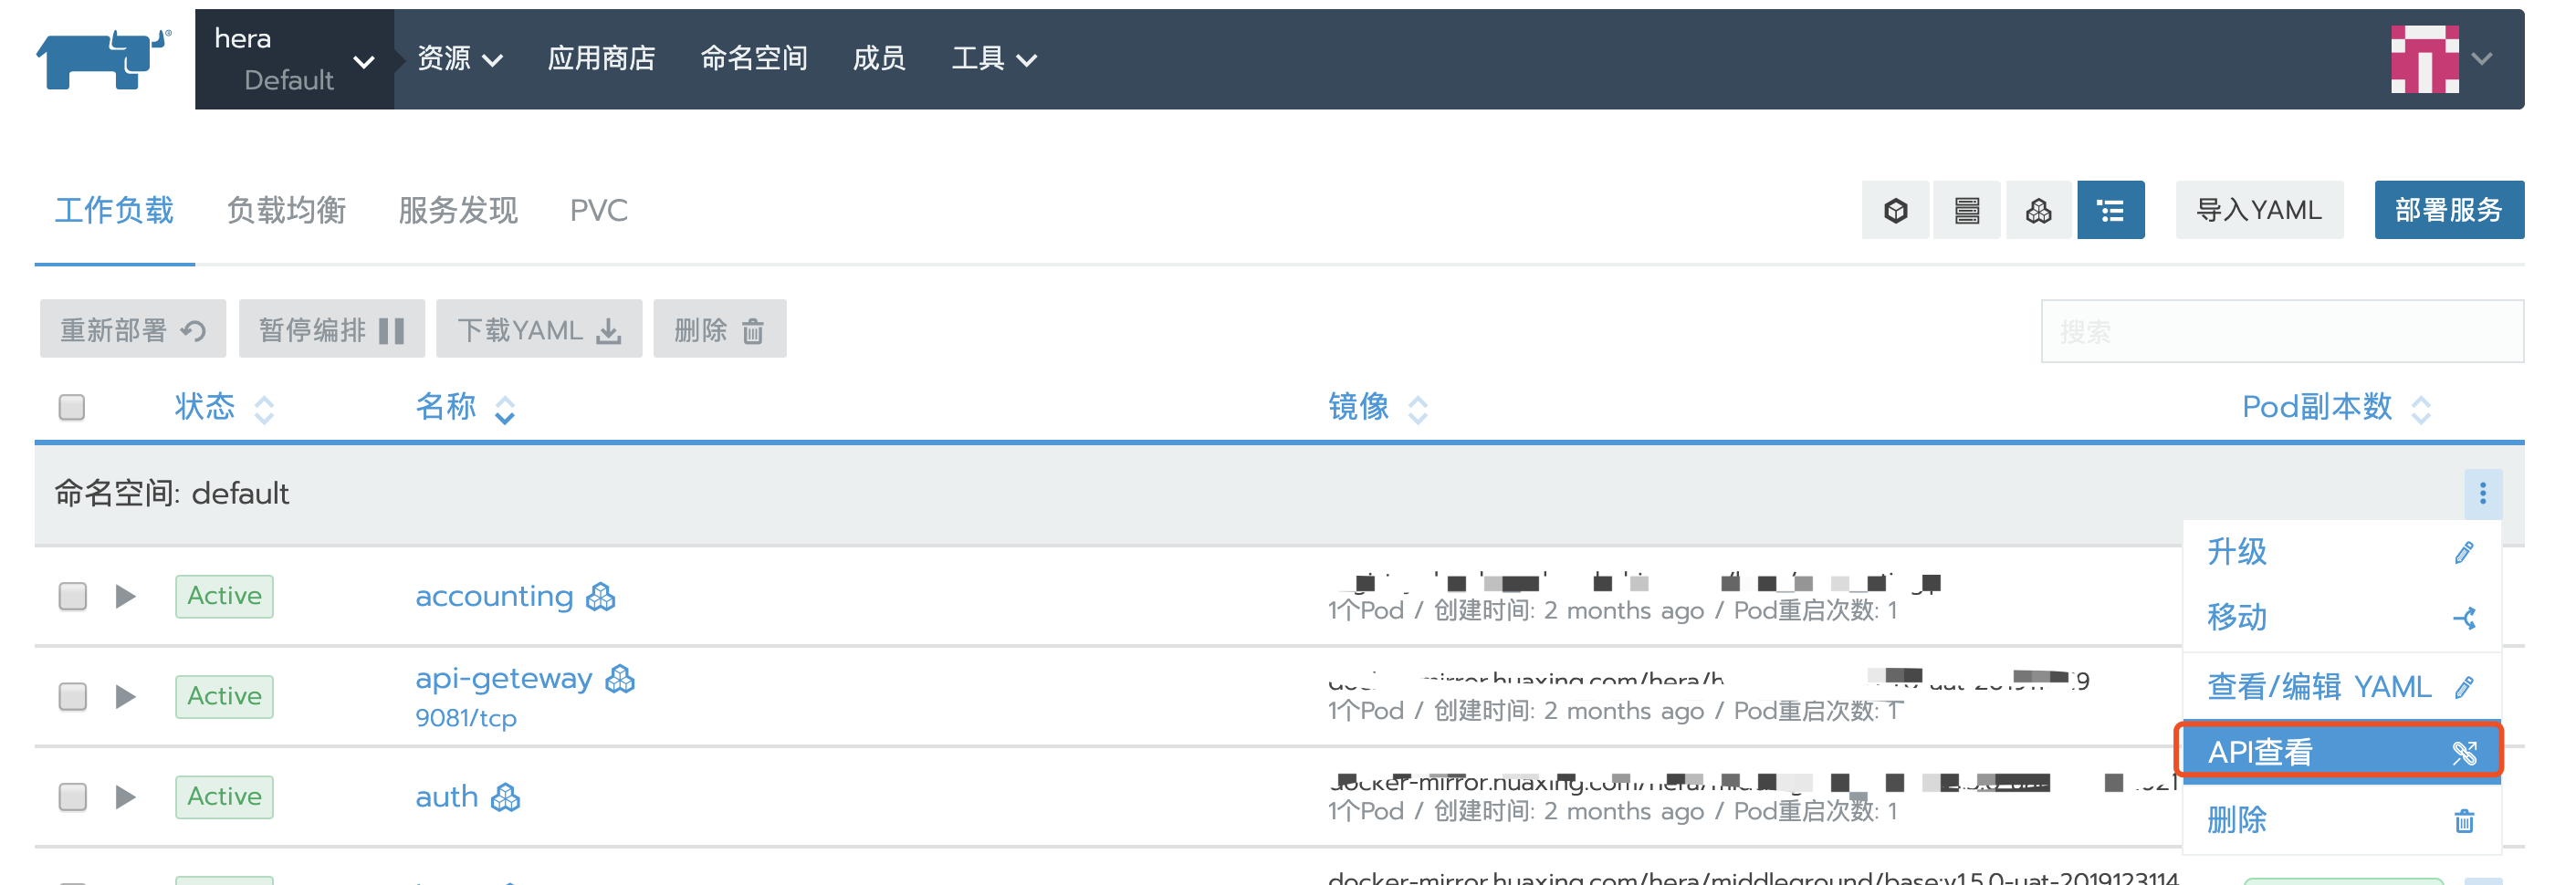 hera
Default
资源 应用商店 命名空间 成员 工具
工作负载 负载均衡 服务发现 PVC
导入YAML 部署服务
重新部署 暂停编排 下载YAML 删除
搜索
状态 名称 镜像 Pod副本数
命名空间: default
升级
移动
查看/编辑 YAML
API查看
删除
Active accounting
1个Pod / 创建时间: 2 months ago / Pod重启次数: 1
Active api-geteway
9081/tcp
docker-mirror.huaxing.com/hera/
1个Pod / 创建时间: 2 months ago / Pod重启次数: 1
Active auth
docker-mirror.huaxing.com/hera/
1个Pod / 创建时间: 2 months ago / Pod重启次数: 1
docker-mirror.huaxing.com/hera/middleground/base:v1.5.0-uat-2019123114